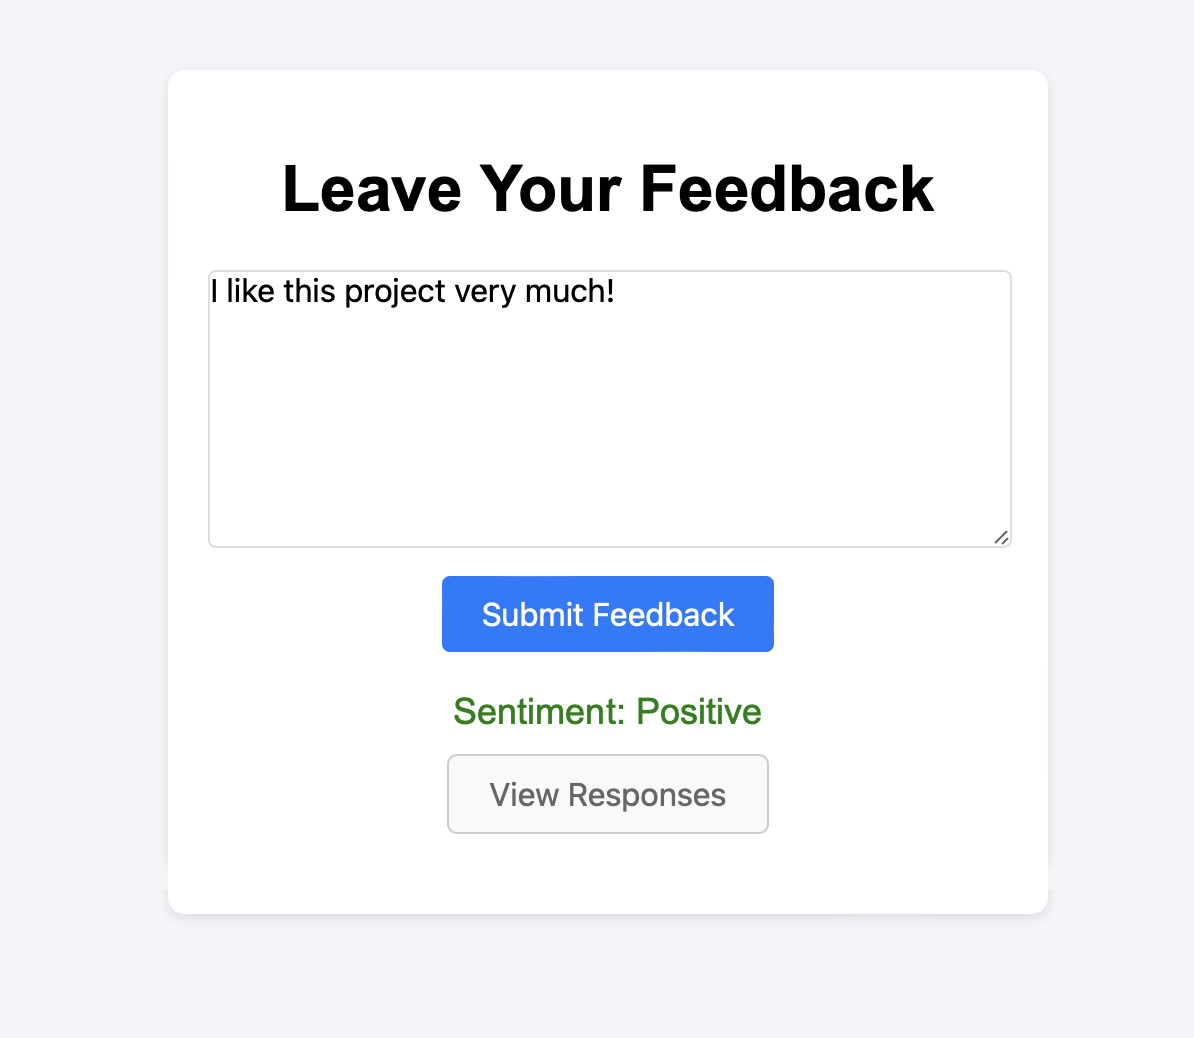 Leave Your Feedback
I like this project very much!
Submit Feedback
Sentiment: Positive
View Responses